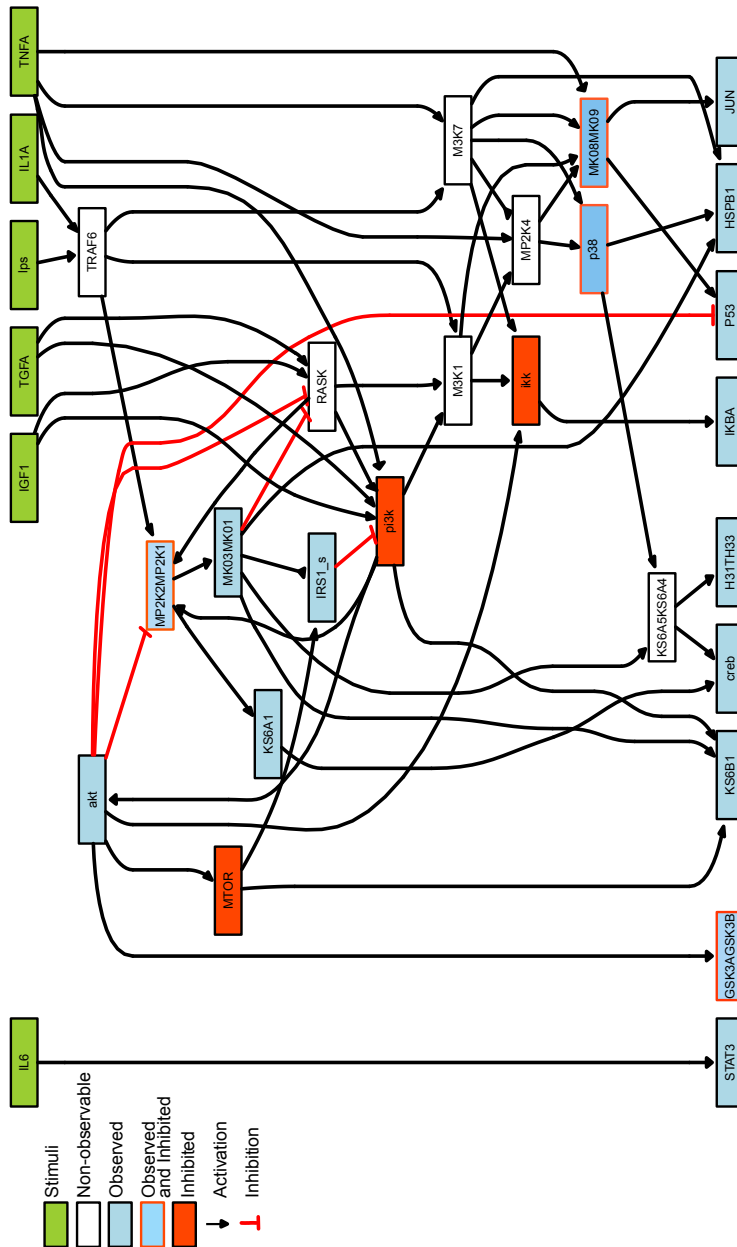 Stimuli
Non-observable
Observed
Observed
and Inhibited
Inhibited
Activation
Inhibition
IL6
IGF1
TGFA
lps
IL1A
TNFA
akt
TRAF6
MP2K2MP2K1
MTOR
MK03MK01
KS6A1
IRS1_s
RASK
pi3k
M3K1
M3K7
ikk
MP2K4
p38
MK08MK09
KS6A5KS6A4
STAT3
GSK3AGSK3B
KS6B1
creb
H31TH33
IKBA
P53
HSPB1
JUN